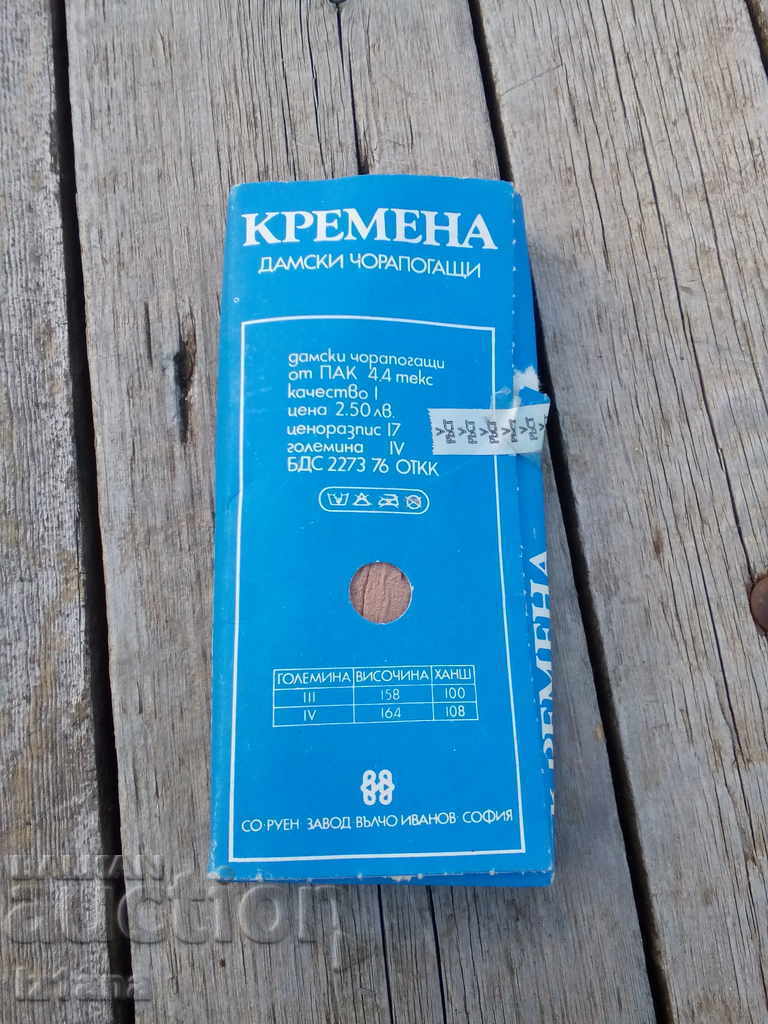 КРЕМЕНА
ДАМСКИ ЧОРАПОГАЩИ
дамски чорапогащи
от ПАК 4.4 текс
качество I
цена 2.50 лв.
ценоразпис 17
големина IV
БДС 2273 76 ОТКК
ГОЛЕМИНА ВИСОЧИНА ХАНШ
III 158 100
IV 164 108
СО·РУЕН·ЗАВОД ВЪЛЧО ИВАНОВ·СОФИЯ
КРЕМЕНА
BALKAN
auction
izlana